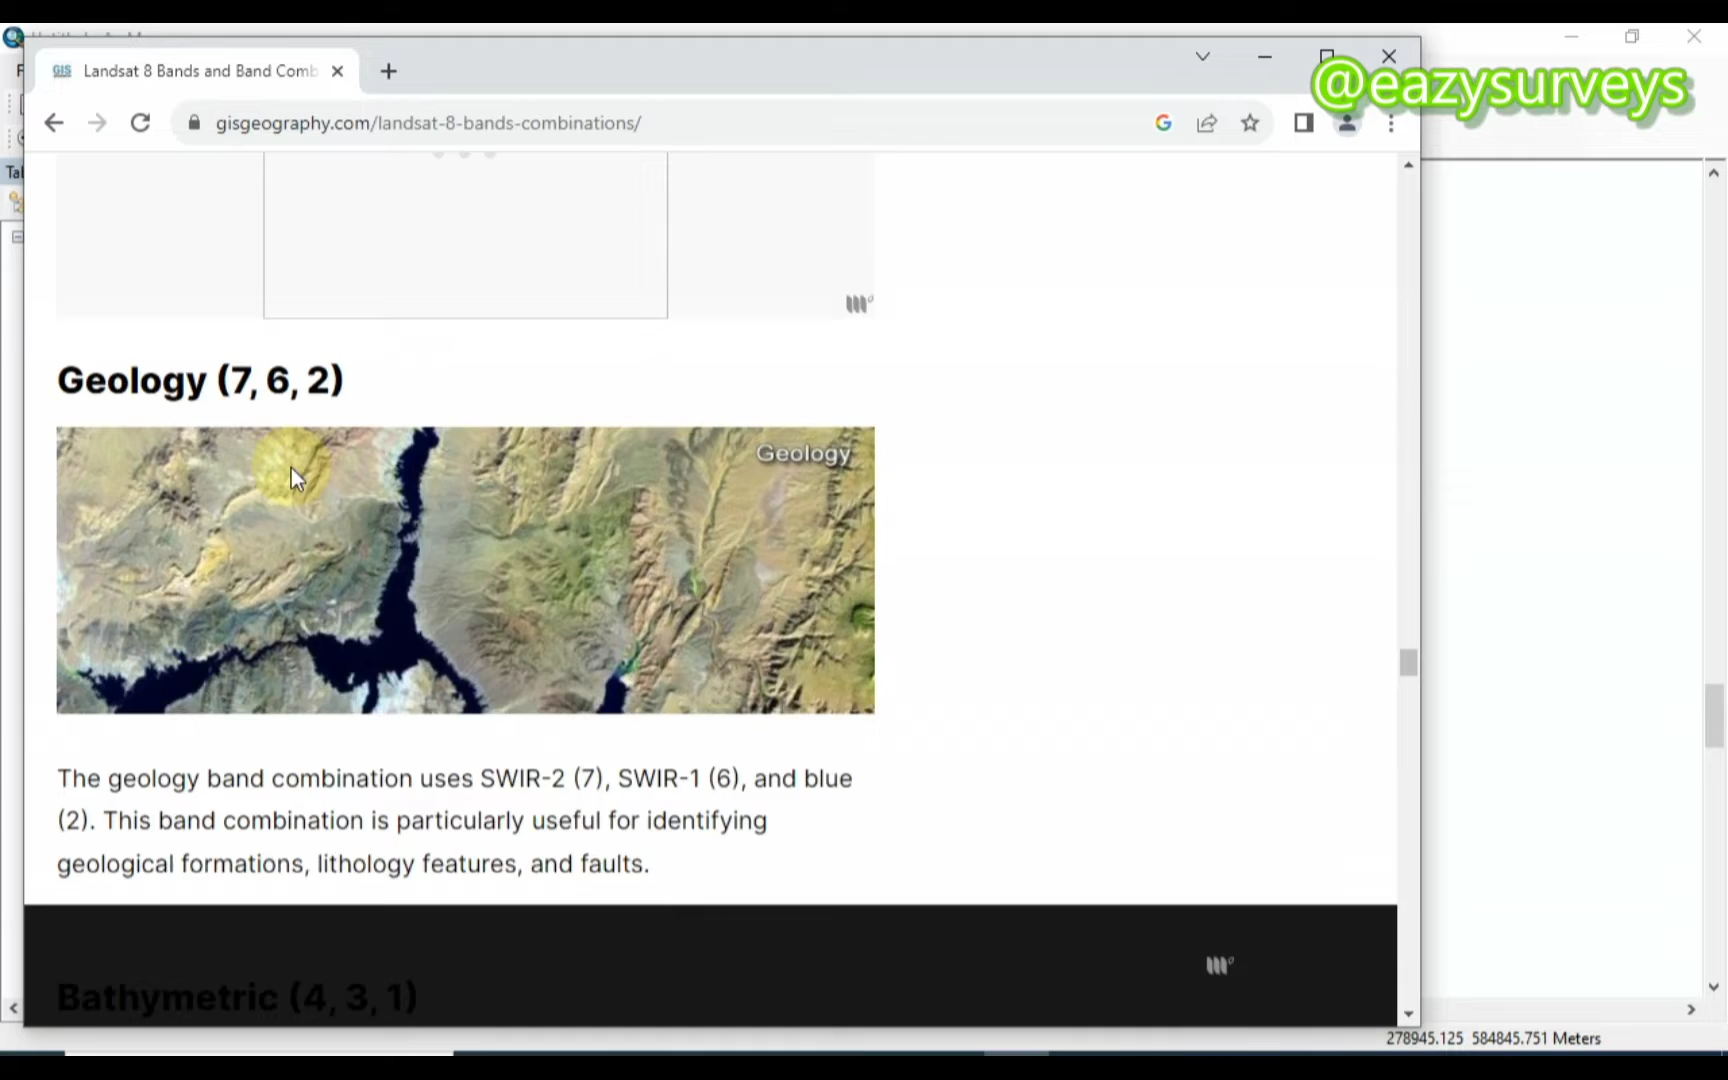 Landsat 8 Bands and Band Comb
@eazysurveys
gisgeography.com/landsat-8-bands-combinations/
Geology (7, 6, 2)
Geology
The geology band combination uses SWIR-2 (7), SWIR-1 (6), and blue
(2). This band combination is particularly useful for identifying
geological formations, lithology features, and faults.
Bathymetric (4, 3, 1)
278945.125 584845.751 Meters